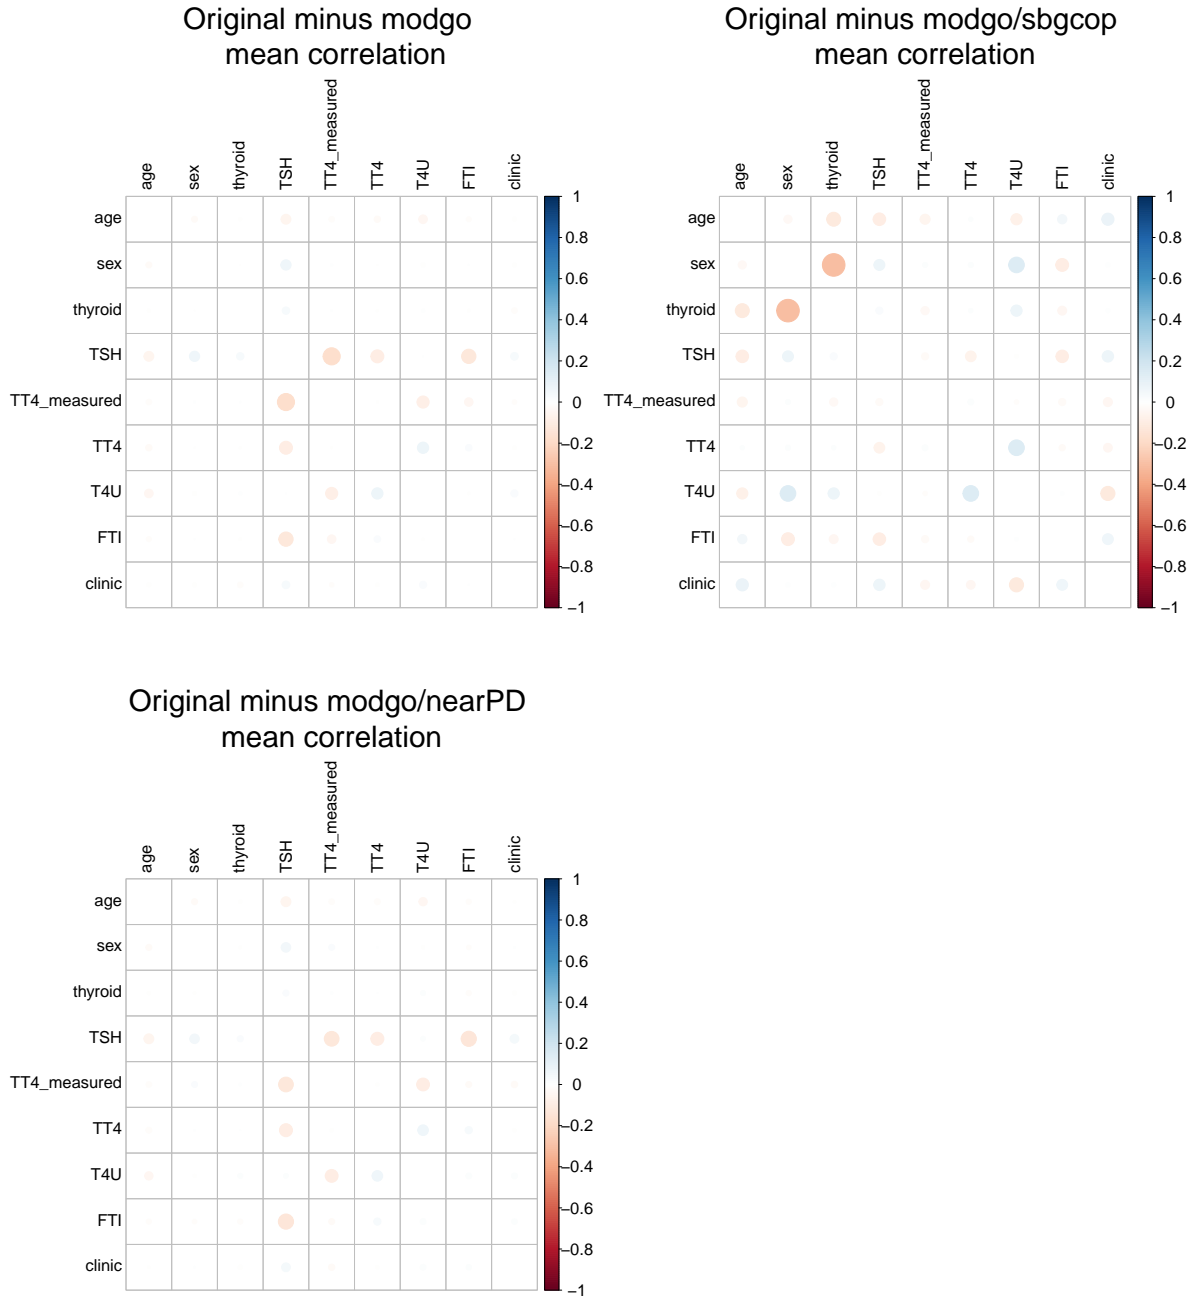 Original minus modgo
mean correlation
age sex thyroid TSH TT4_measured TT4 T4U FTI clinic
age
sex
thyroid
TSH
TT4_measured
TT4
T4U
FTI
clinic
1
0.8
0.6
0.4
0.2
0
−0.2
−0.4
−0.6
−0.8
−1
Original minus modgo/sbgcop
mean correlation
age sex thyroid TSH TT4_measured TT4 T4U FTI clinic
age
sex
thyroid
TSH
TT4_measured
TT4
T4U
FTI
clinic
1
0.8
0.6
0.4
0.2
0
−0.2
−0.4
−0.6
−0.8
−1
Original minus modgo/nearPD
mean correlation
age sex thyroid TSH TT4_measured TT4 T4U FTI clinic
age
sex
thyroid
TSH
TT4_measured
TT4
T4U
FTI
clinic
1
0.8
0.6
0.4
0.2
0
−0.2
−0.4
−0.6
−0.8
−1